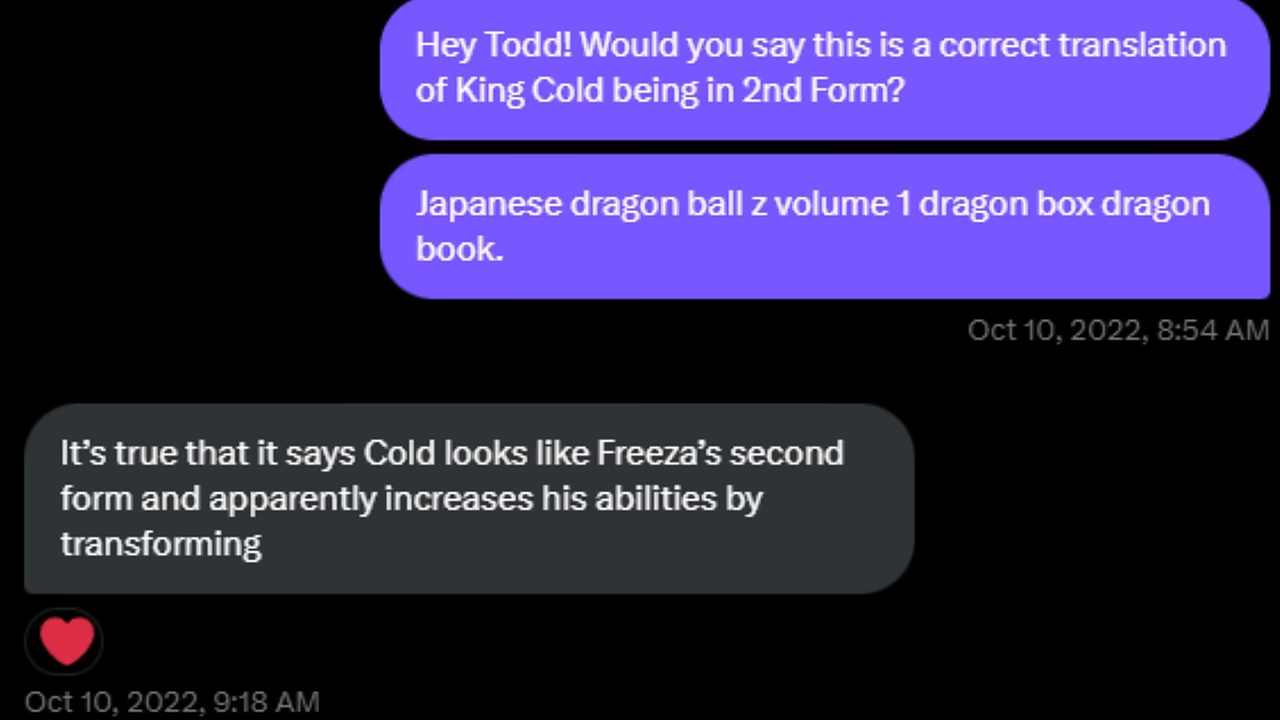 Hey Todd! Would you say this is a correct translation
of King Cold being in 2nd Form?
Japanese dragon ball z volume 1 dragon box dragon
book.
Oct 10, 2022, 8:54 AM
It’s true that it says Cold looks like Freeza’s second
form and apparently increases his abilities by
transforming
Oct 10, 2022, 9:18 AM